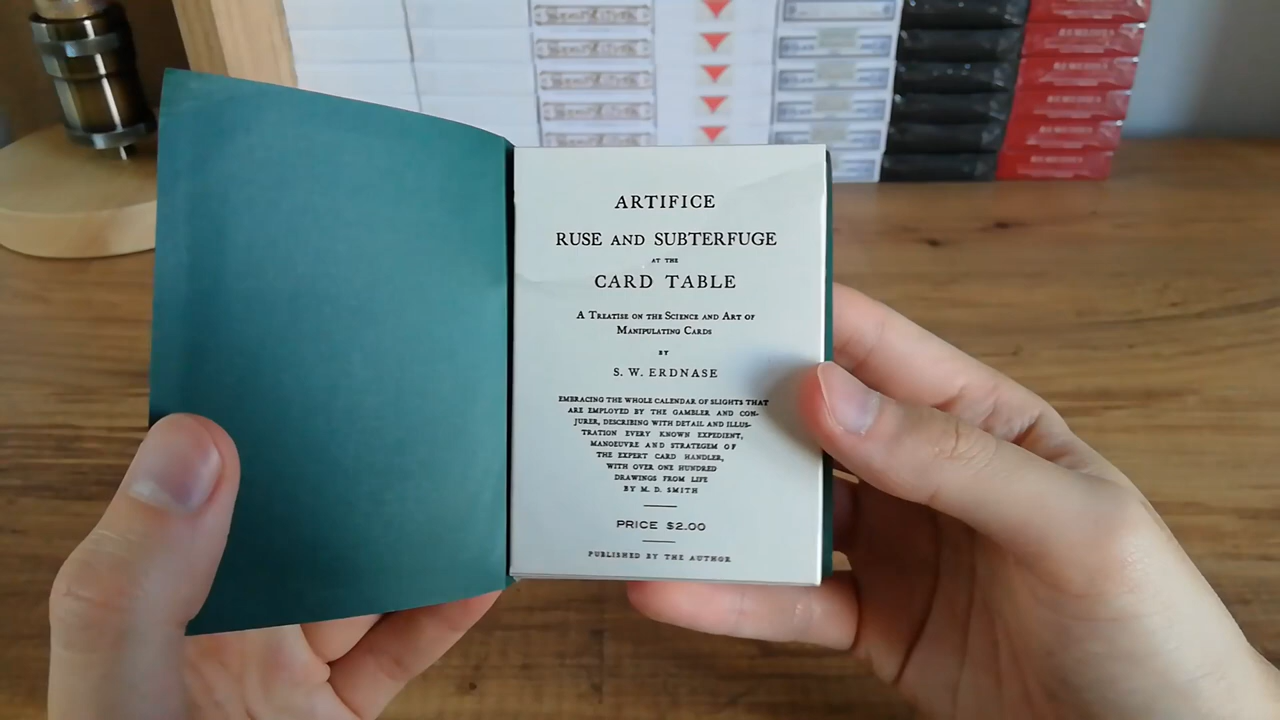 ARTIFICE
RUSE AND SUBTERFUGE
AT THE
CARD TABLE
A TREATISE ON THE SCIENCE AND ART OF
MANIPULATING CARDS
BY
S. W. ERDNASE
EMBRACING THE WHOLE CALENDAR OF SLIGHTS THAT
ARE EMPLOYED BY THE GAMBLER AND CON-
JURER, DESCRIBING WITH DETAIL AND ILLUS-
TRATION EVERY KNOWN EXPEDIENT,
MANOEUVRE AND STRATEGEM OF
THE EXPERT CARD HANDLER,
WITH OVER ONE HUNDRED
DRAWINGS FROM LIFE
BY M. D. SMITH
PRICE $2.00
PUBLISHED BY THE AUTHOR